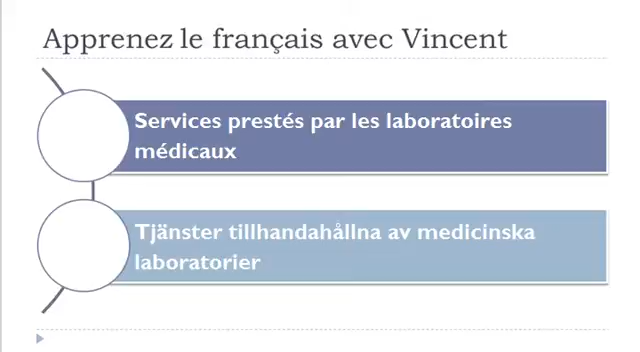 Apprenez le français avec Vincent
Services prestés par les laboratoires
médicaux
Tjänster tillhandahållna av medicinska
laboratorier